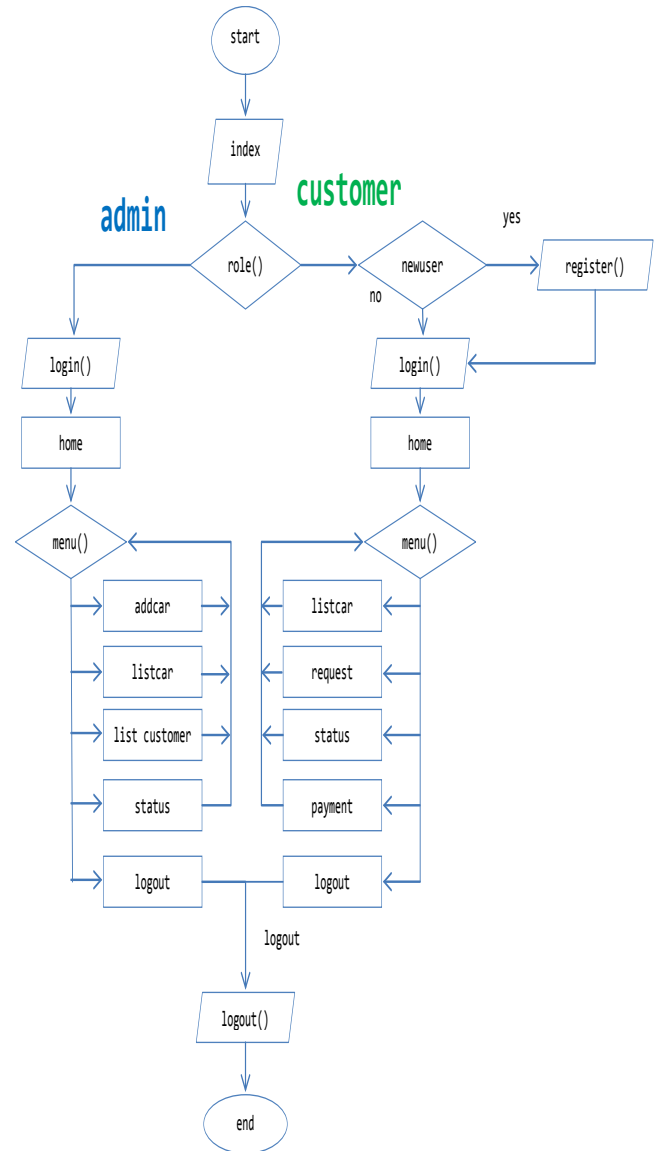 start
index
customer
admin
yes
role()
newuser
register()
no
login()
login()
home
home
menu()
menu()
addcar
listcar
listcar
request
list customer
status
status
payment
logout
logout
logout
logout()
end